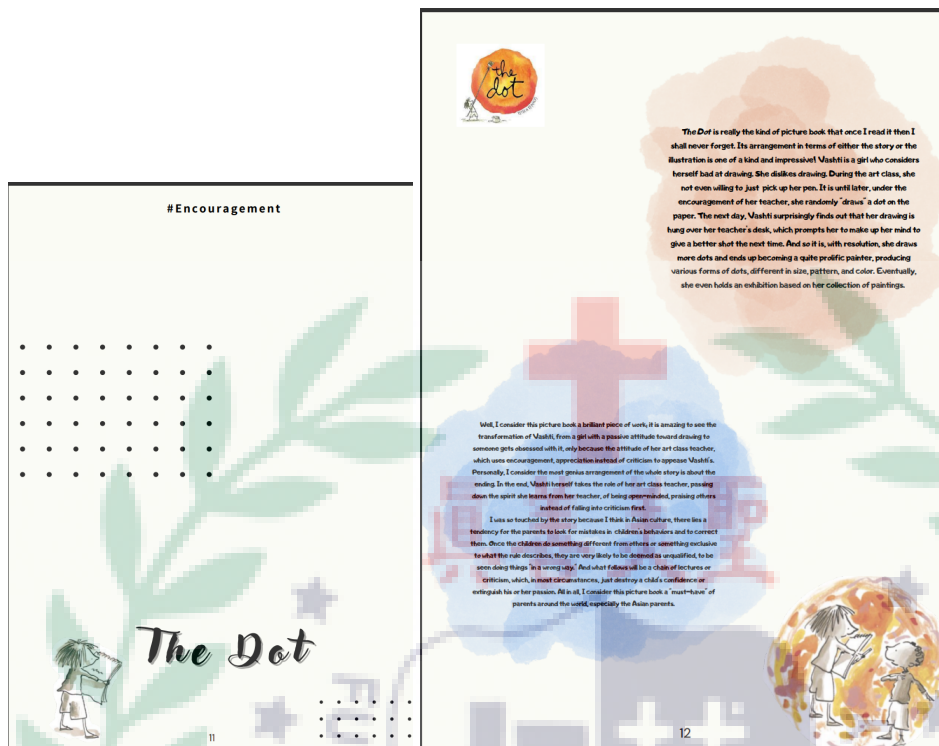 #Encouragement
The Dot
11
the
dot
The Dot is really the kind of picture book that once I read it then I
shall never forget. Its arrangement in terms of either the story or the
illustration is one of a kind and impressive! Vashti is a girl who considers
herself bad at drawing. She dislikes drawing. During the art class, she
not even willing to just pick up her pen. It is until later, under the
encouragement of her teacher, she randomly "draws" a dot on the
paper. The next day, Vashti surprisingly finds out that her drawing is
hung over her teacher's desk, which prompts her to make up her mind to
give a better shot the next time. And so it is, with resolution, she draws
more dots and ends up becoming a quite prolific painter, producing
various forms of dots, different in size, pattern, and color. Eventually,
she even holds an exhibition based on her collection of paintings.
Well, I consider this picture book a brilliant piece of work; it is amazing to see the
transformation of Vashti, from a girl with a passive attitude toward drawing to
someone gets obsessed with it, only because the attitude of her art class teacher,
which uses encouragement, appreciation instead of criticism to appease Vashti's.
Personally, I consider the most genius arrangement of the whole story is about the
ending. In the end, Vashti herself takes the role of her art class teacher, passing
down the spirit she learns from her teacher, of being open-minded, praising others
instead of falling into criticism first.
I was so touched by the story because I think in Asian culture, there lies a
tendency for the parents to look for mistakes in children's behaviors and to correct
them. Once the children do something different from others or something exclusive
to what the rule describes, they are very likely to be deemed as unqualified, to be
seen doing things "in a wrong way." And what follows will be a chain of lectures or
criticism, which, in most circumstances, just destroy a child's confidence or
extinguish his or her passion. All in all, I consider this picture book a "must-have" of
parents around the world, especially the Asian parents.
12